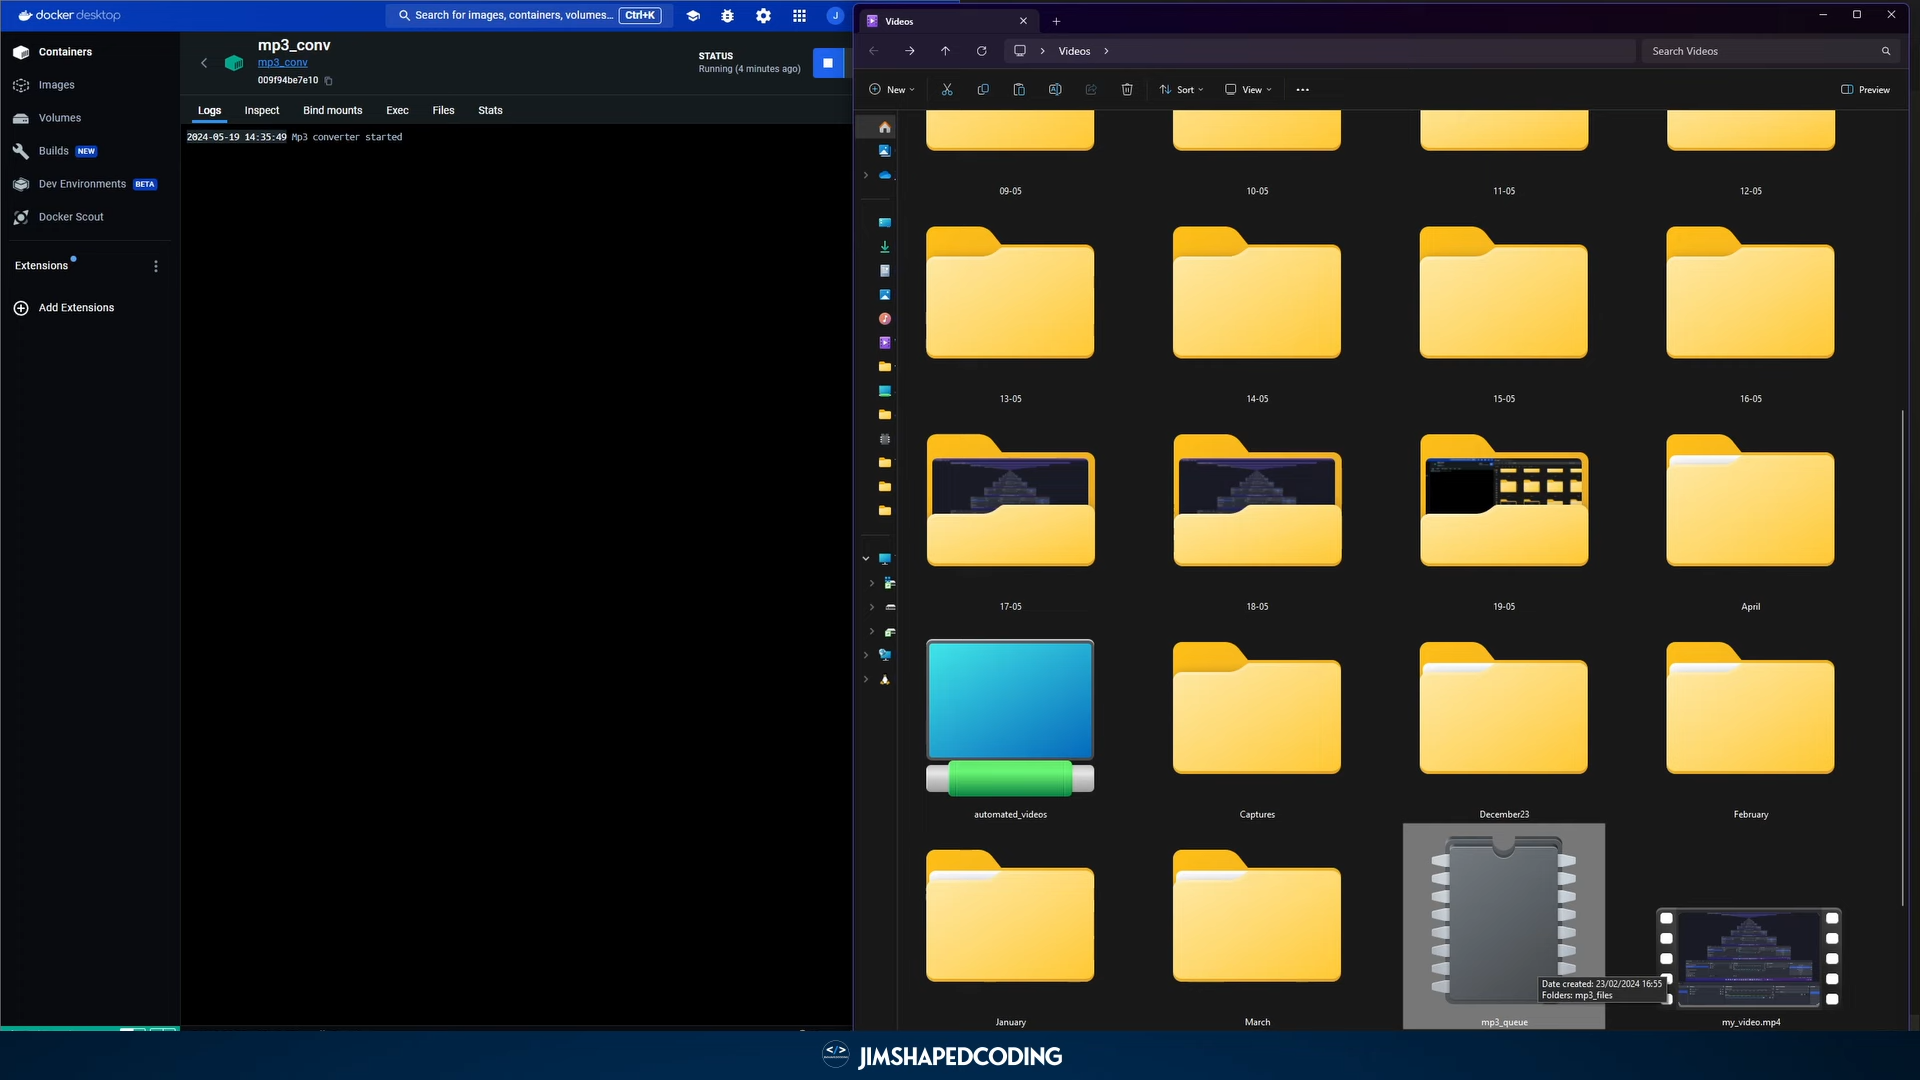 docker desktop
Search for images, containers, volumes...
Ctrl+K
J
Containers
Images
Volumes
Builds NEW
Dev Environments BETA
Docker Scout
Extensions
Add Extensions
mp3_conv
mp3_conv
009f94be7e10
STATUS
Running (4 minutes ago)
Logs
Inspect
Bind mounts
Exec
Files
Stats
2024-05-19 14:35:49 Mp3 converter started
Videos
Videos
Search Videos
New
Sort
View
Preview
09-05
10-05
11-05
12-05
13-05
14-05
15-05
16-05
17-05
18-05
19-05
April
automated_videos
Captures
December23
February
January
March
Date created: 23/02/2024 16:55
Folders: mp3_files
mp3_queue
my_video.mp4
JIMSHAPEDCODING